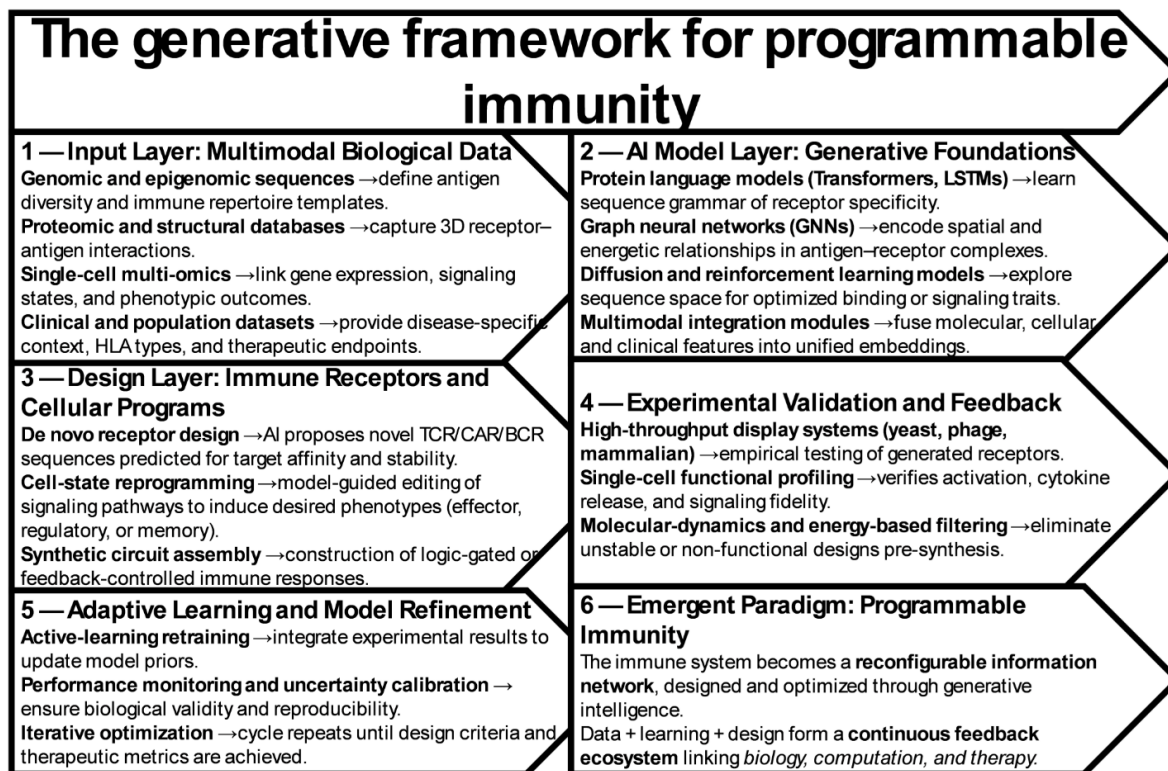 The generative framework for programmable
immunity
1 — Input Layer: Multimodal Biological Data
Genomic and epigenomic sequences →define antigen
diversity and immune repertoire templates.
Proteomic and structural databases →capture 3D receptor–
antigen interactions.
Single-cell multi-omics →link gene expression, signaling
states, and phenotypic outcomes.
Clinical and population datasets →provide disease-specific
context, HLA types, and therapeutic endpoints.
2 — AI Model Layer: Generative Foundations
Protein language models (Transformers, LSTMs) →learn
sequence grammar of receptor specificity.
Graph neural networks (GNNs) →encode spatial and
energetic relationships in antigen–receptor complexes.
Diffusion and reinforcement learning models →explore
sequence space for optimized binding or signaling traits.
Multimodal integration modules →fuse molecular, cellular,
and clinical features into unified embeddings.
3 — Design Layer: Immune Receptors and
Cellular Programs
De novo receptor design →AI proposes novel TCR/CAR/BCR
sequences predicted for target affinity and stability.
Cell-state reprogramming →model-guided editing of
signaling pathways to induce desired phenotypes (effector,
regulatory, or memory).
Synthetic circuit assembly →construction of logic-gated or
feedback-controlled immune responses.
4 — Experimental Validation and Feedback
High-throughput display systems (yeast, phage,
mammalian) →empirical testing of generated receptors.
Single-cell functional profiling →verifies activation, cytokine
release, and signaling fidelity.
Molecular-dynamics and energy-based filtering →eliminate
unstable or non-functional designs pre-synthesis.
5 — Adaptive Learning and Model Refinement
Active-learning retraining →integrate experimental results to
update model priors.
Performance monitoring and uncertainty calibration →
ensure biological validity and reproducibility.
Iterative optimization →cycle repeats until design criteria and
therapeutic metrics are achieved.
6 — Emergent Paradigm: Programmable
Immunity
The immune system becomes a reconfigurable information
network, designed and optimized through generative
intelligence.
Data + learning + design form a continuous feedback
ecosystem linking biology, computation, and therapy.